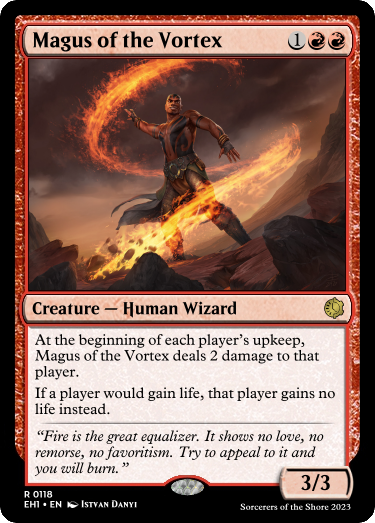 Magus of the Vortex 1
Creature — Human Wizard
At the beginning of each player's upkeep,
Magus of the Vortex deals 2 damage to that
player.
If a player would gain life, that player gains no
life instead.
"Fire is the great equalizer. It shows no love, no
remorse, no favoritism. Try to appeal to it and
you will burn."
3/3
R 0118
EH1 • EN Istvan Danyi
Sorcerers of the Shore 2023